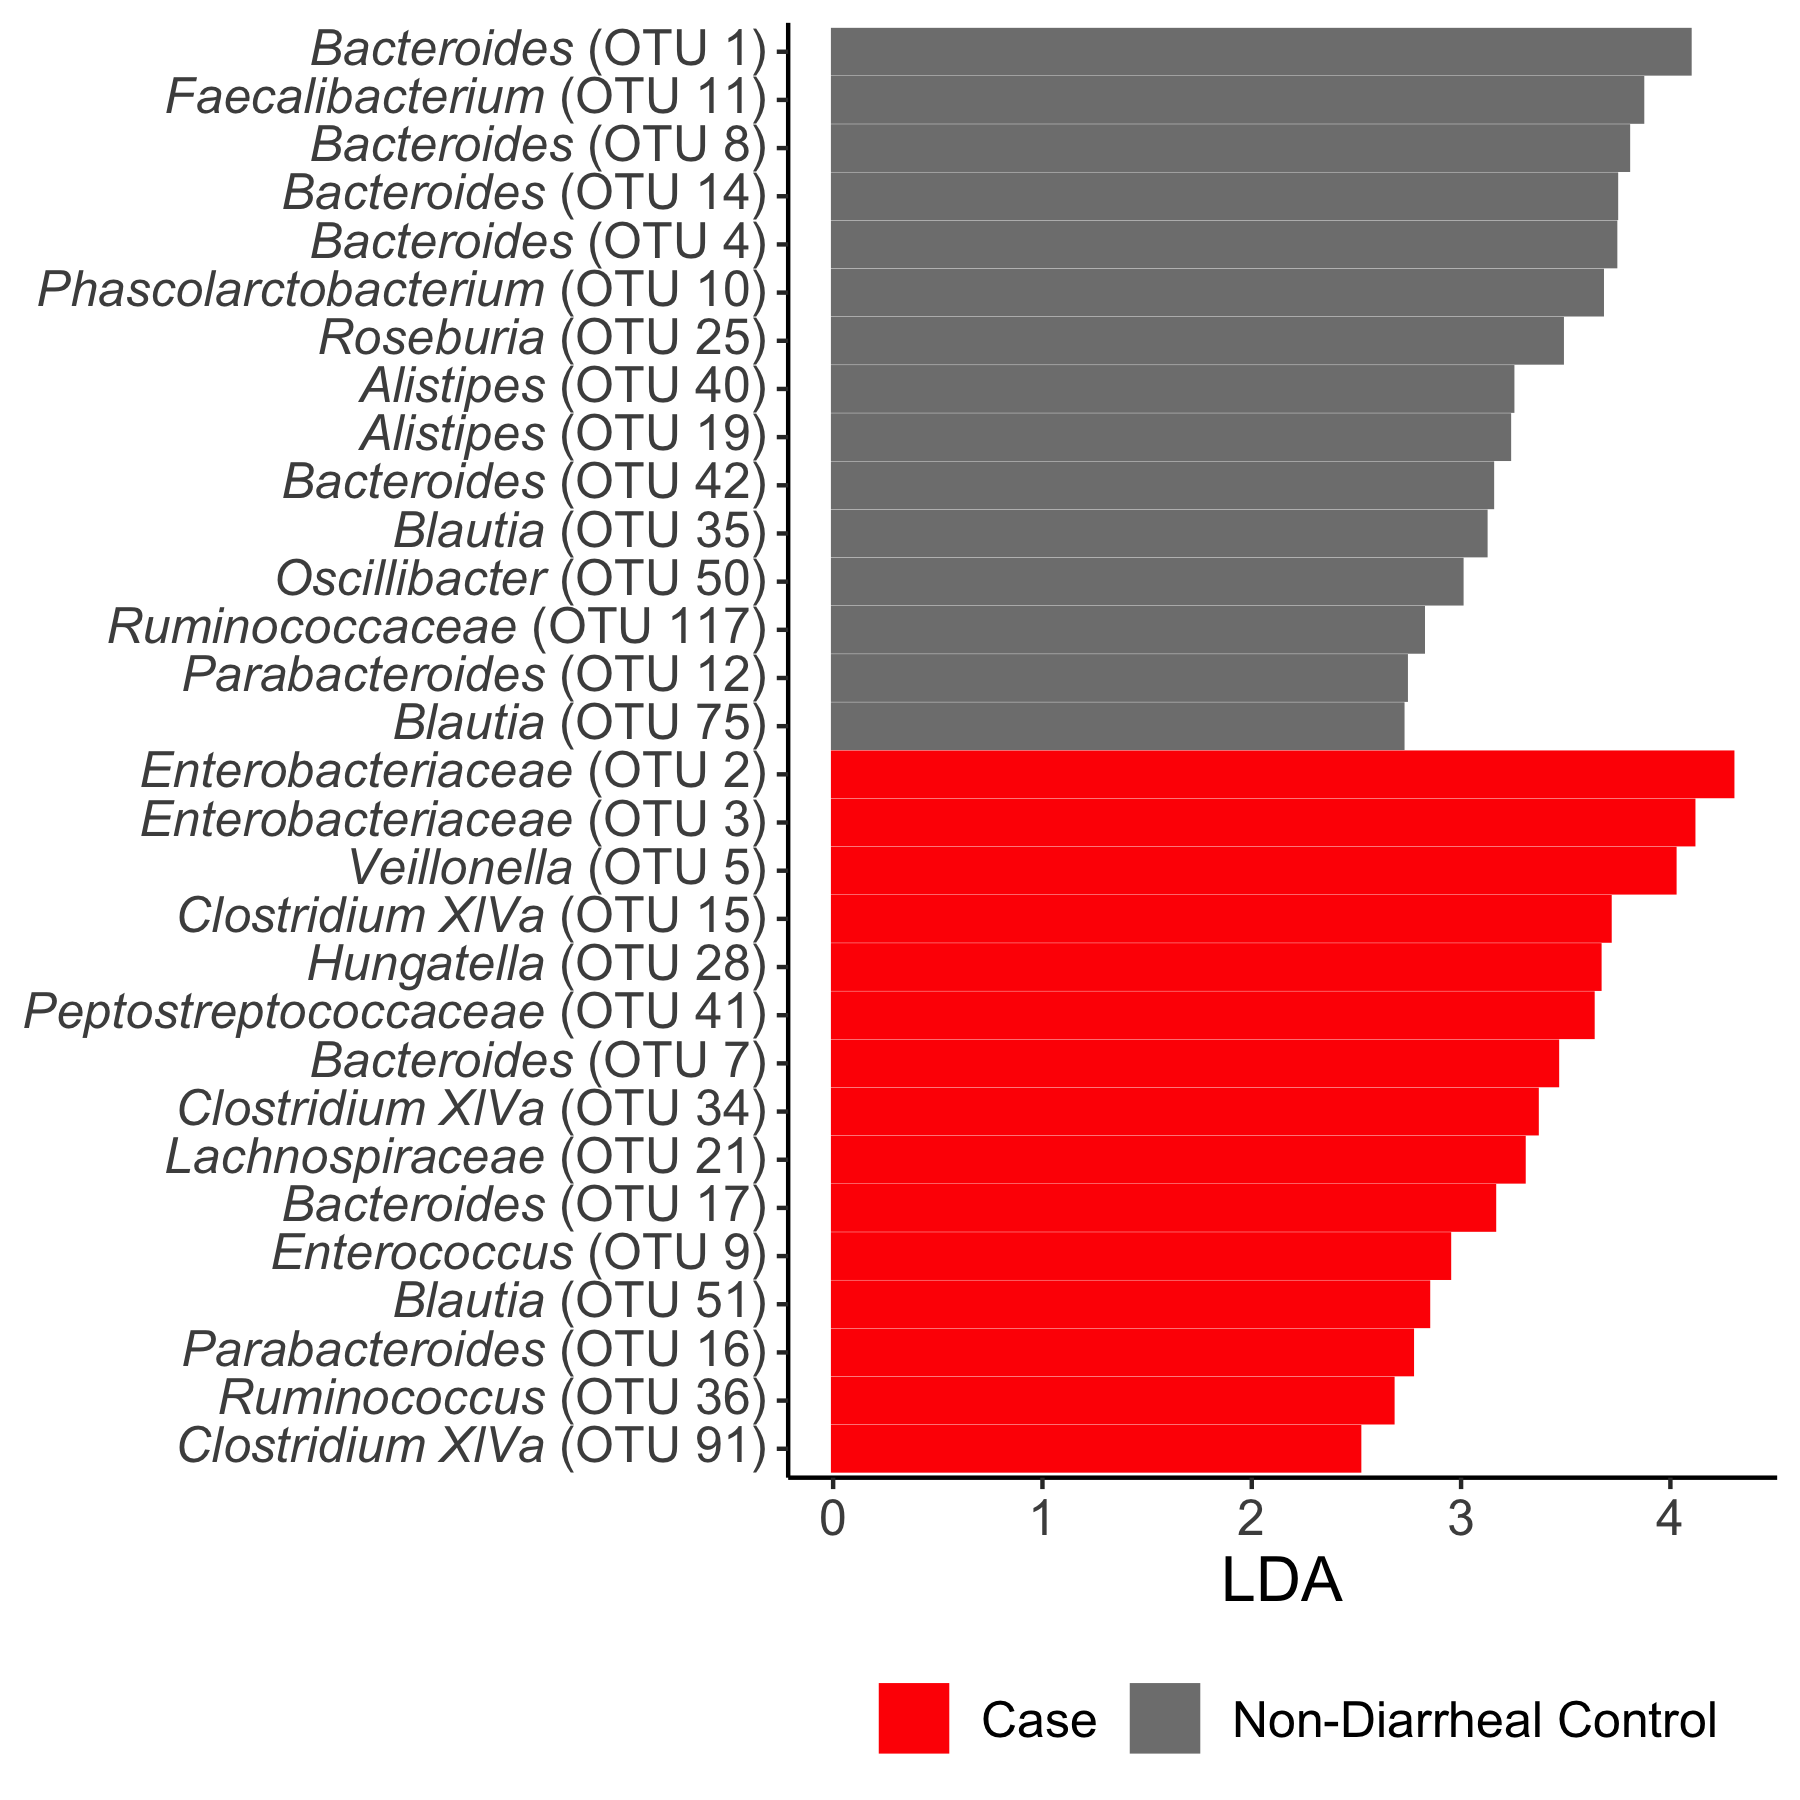 Bacteroides (OTU 1)
Faecalibacterium (OTU 11)
Bacteroides (OTU 8)
Bacteroides (OTU 14)
Bacteroides (OTU 4)
Phascolarctobacterium (OTU 10)
Roseburia (OTU 25)
Alistipes (OTU 40)
Alistipes (OTU 19)
Bacteroides (OTU 42)
Blautia (OTU 35)
Oscillibacter (OTU 50)
Ruminococcaceae (OTU 117)
Parabacteroides (OTU 12)
Blautia (OTU 75)
Enterobacteriaceae (OTU 2)
Enterobacteriaceae (OTU 3)
Veillonella (OTU 5)
Clostridium XlVa (OTU 15)
Hungatella (OTU 28)
Peptostreptococcaceae (OTU 41)
Bacteroides (OTU 7)
Clostridium XlVa (OTU 34)
Lachnospiraceae (OTU 21)
Bacteroides (OTU 17)
Enterococcus (OTU 9)
Blautia (OTU 51)
Parabacteroides (OTU 16)
Ruminococcus (OTU 36)
Clostridium XlVa (OTU 91)
0 1 2 3 4
LDA
Case Non-Diarrheal Control